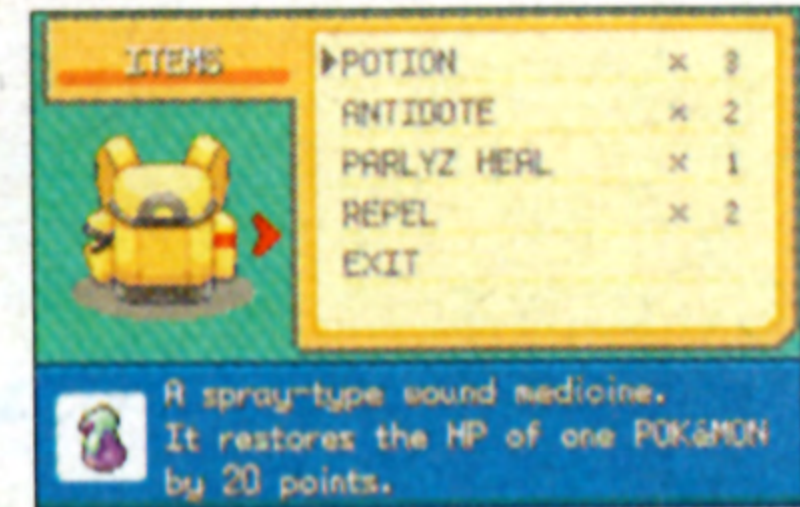 ITEMS
▶POTION ×
ANTIDOTE × 2
PARLYZ HEAL × 1
REPEL × 2
EXIT
A spray-type wound medicine.
It restores the HP of one POKéMON
by 20 points.